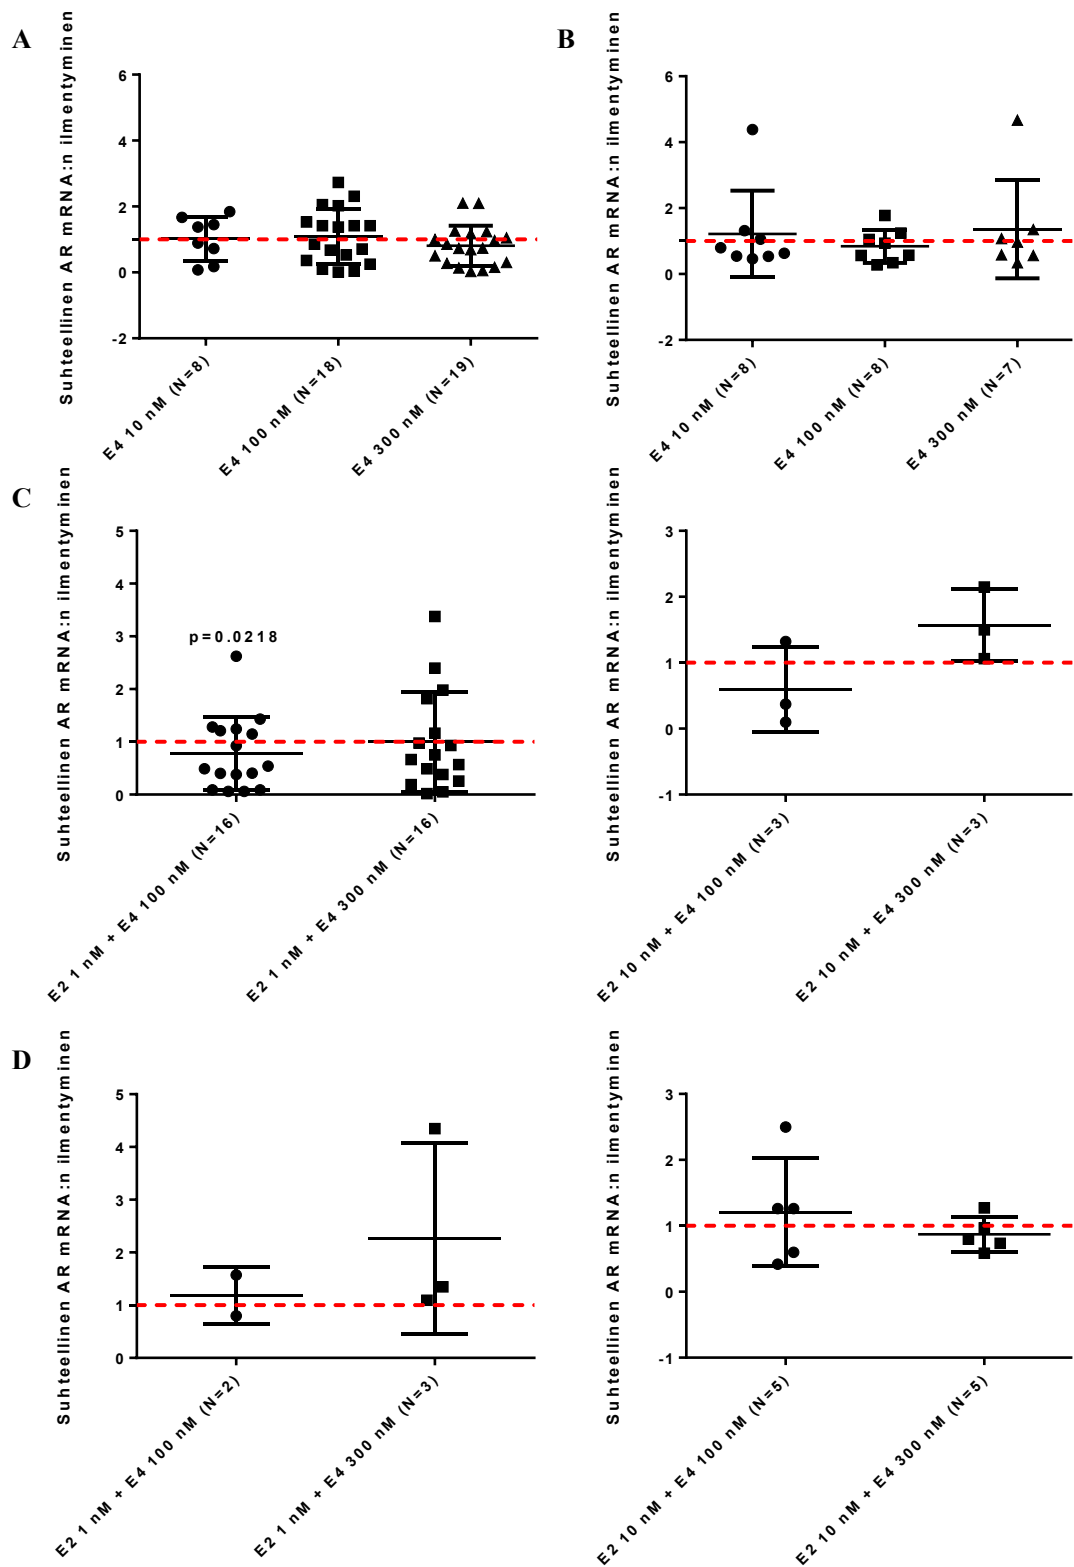 A
Suhteellinen AR mRNA:n ilmentyminen
6
4
2
0
-2
E4 10 nM (N=8)
E4 100 nM (N=18)
E4 300 nM (N=19)
B
Suhteellinen AR mRNA:n ilmentyminen
6
4
2
0
-2
E4 10 nM (N=8)
E4 100 nM (N=8)
E4 300 nM (N=7)
C
Suhteellinen AR mRNA:n ilmentyminen
5
4
3
2
1
0
p=0.0218
E2 1 nM + E4 100 nM (N=16)
E2 1 nM + E4 300 nM (N=16)
Suhteellinen AR mRNA:n ilmentyminen
3
2
1
0
-1
E2 10 nM + E4 100 nM (N=3)
E2 10 nM + E4 300 nM (N=3)
D
Suhteellinen AR mRNA:n ilmentyminen
5
4
3
2
1
0
E2 1 nM + E4 100 nM (N=2)
E2 1 nM + E4 300 nM (N=3)
Suhteellinen AR mRNA:n ilmentyminen
3
2
1
0
-1
E2 10 nM + E4 100 nM (N=5)
E2 10 nM + E4 300 nM (N=5)